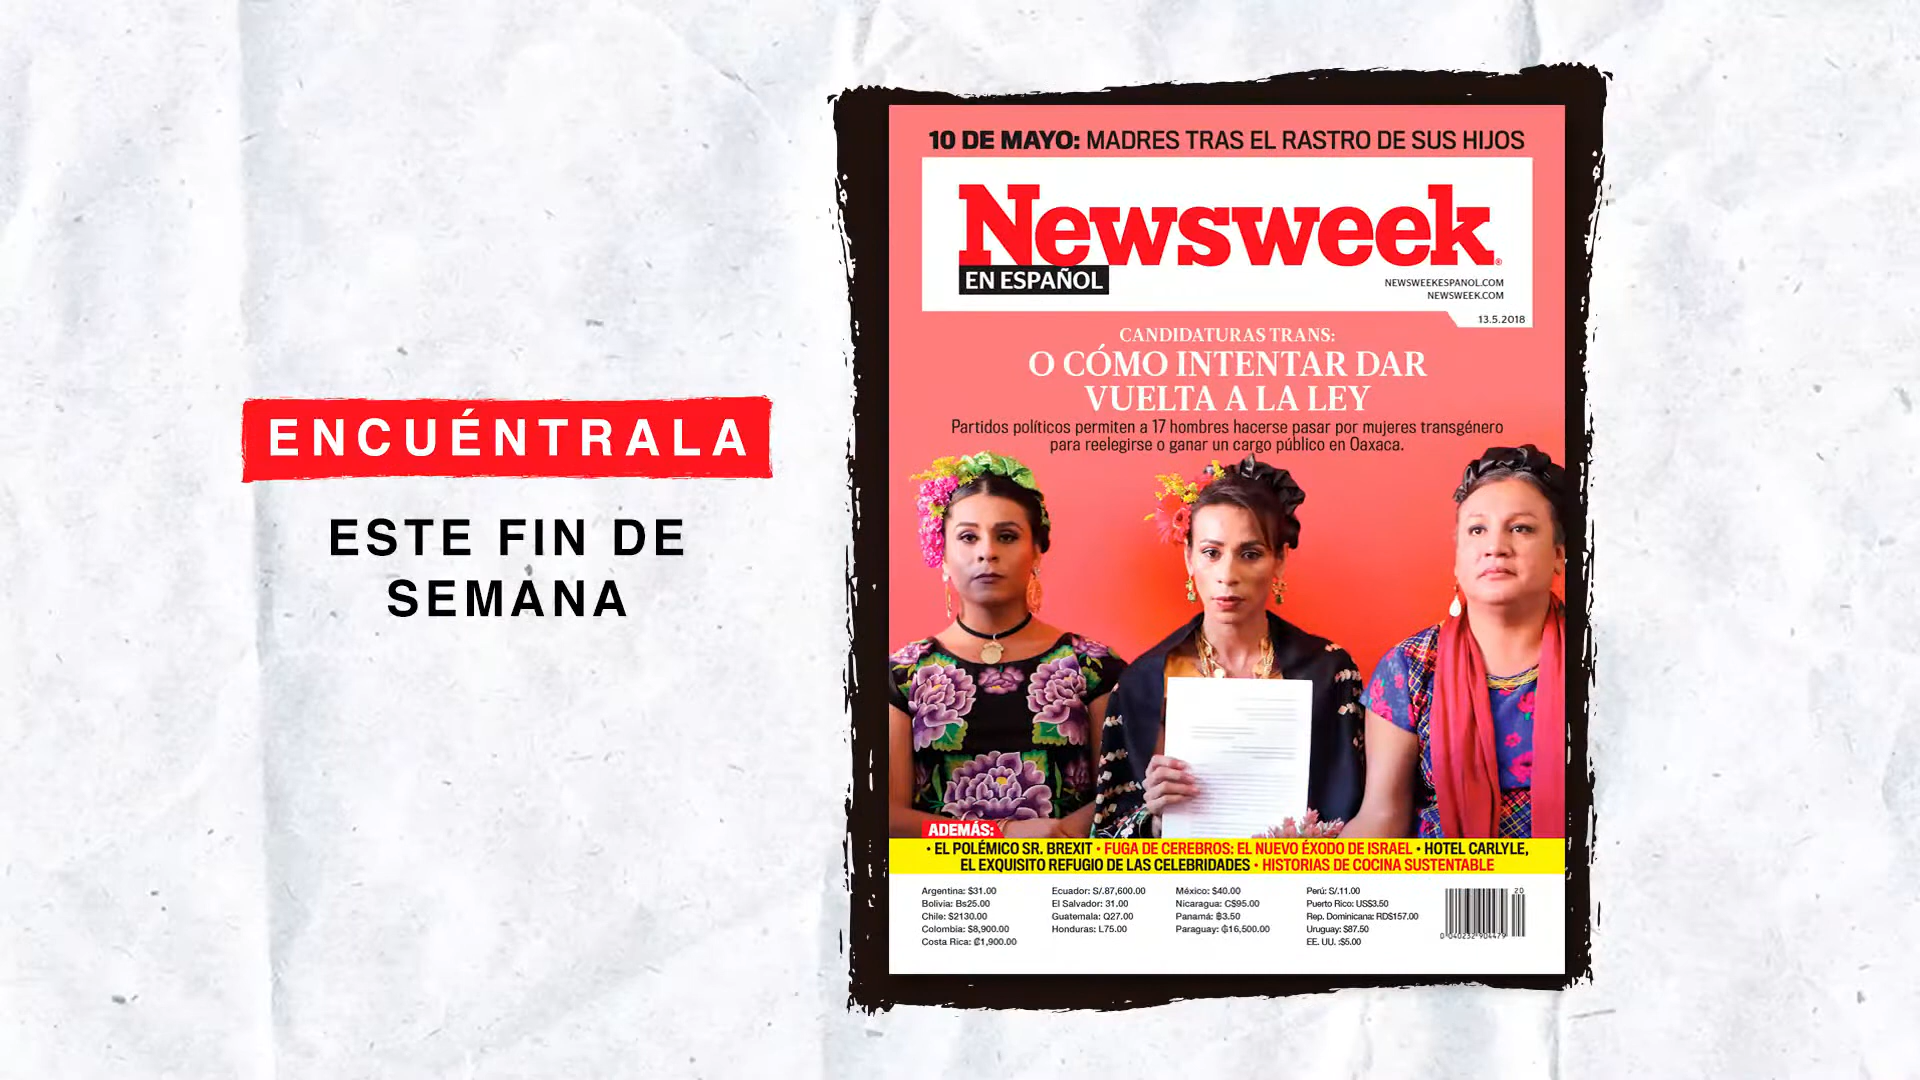 ENCUÉNTRALA
ESTE FIN DE
SEMANA
10 DE MAYO: MADRES TRAS EL RASTRO DE SUS HIJOS
Newsweek
EN ESPAÑOL
NEWSWEEKESPANOL.COM
NEWSWEEK.COM
13.5.2018
CANDIDATURAS TRANS:
O CÓMO INTENTAR DAR
VUELTA A LA LEY
Partidos políticos permiten a 17 hombres hacerse pasar por mujeres transgénero
para reelegirse o ganar un cargo público en Oaxaca.
ADEMÁS:
• EL POLÉMICO SR. BREXIT • FUGA DE CEREBROS: EL NUEVO ÉXODO DE ISRAEL • HOTEL CARLYLE,
EL EXQUISITO REFUGIO DE LAS CELEBRIDADES • HISTORIAS DE COCINA SUSTENTABLE
Argentina: $31.00
Bolivia: Bs25.00
Chile: $2130.00
Colombia: $8,900.00
Costa Rica: ₡1,900.00
Ecuador: S/.87,600.00
El Salvador: 31.00
Guatemala: Q27.00
Honduras: L75.00
México: $40.00
Nicaragua: C$95.00
Panamá: ฿3.50
Paraguay: ₲16,500.00
Perú: S/.11.00
Puerto Rico: US$3.50
Rep. Dominicana: RD$157.00
Uruguay: $87.50
EE. UU. :$5.00
20